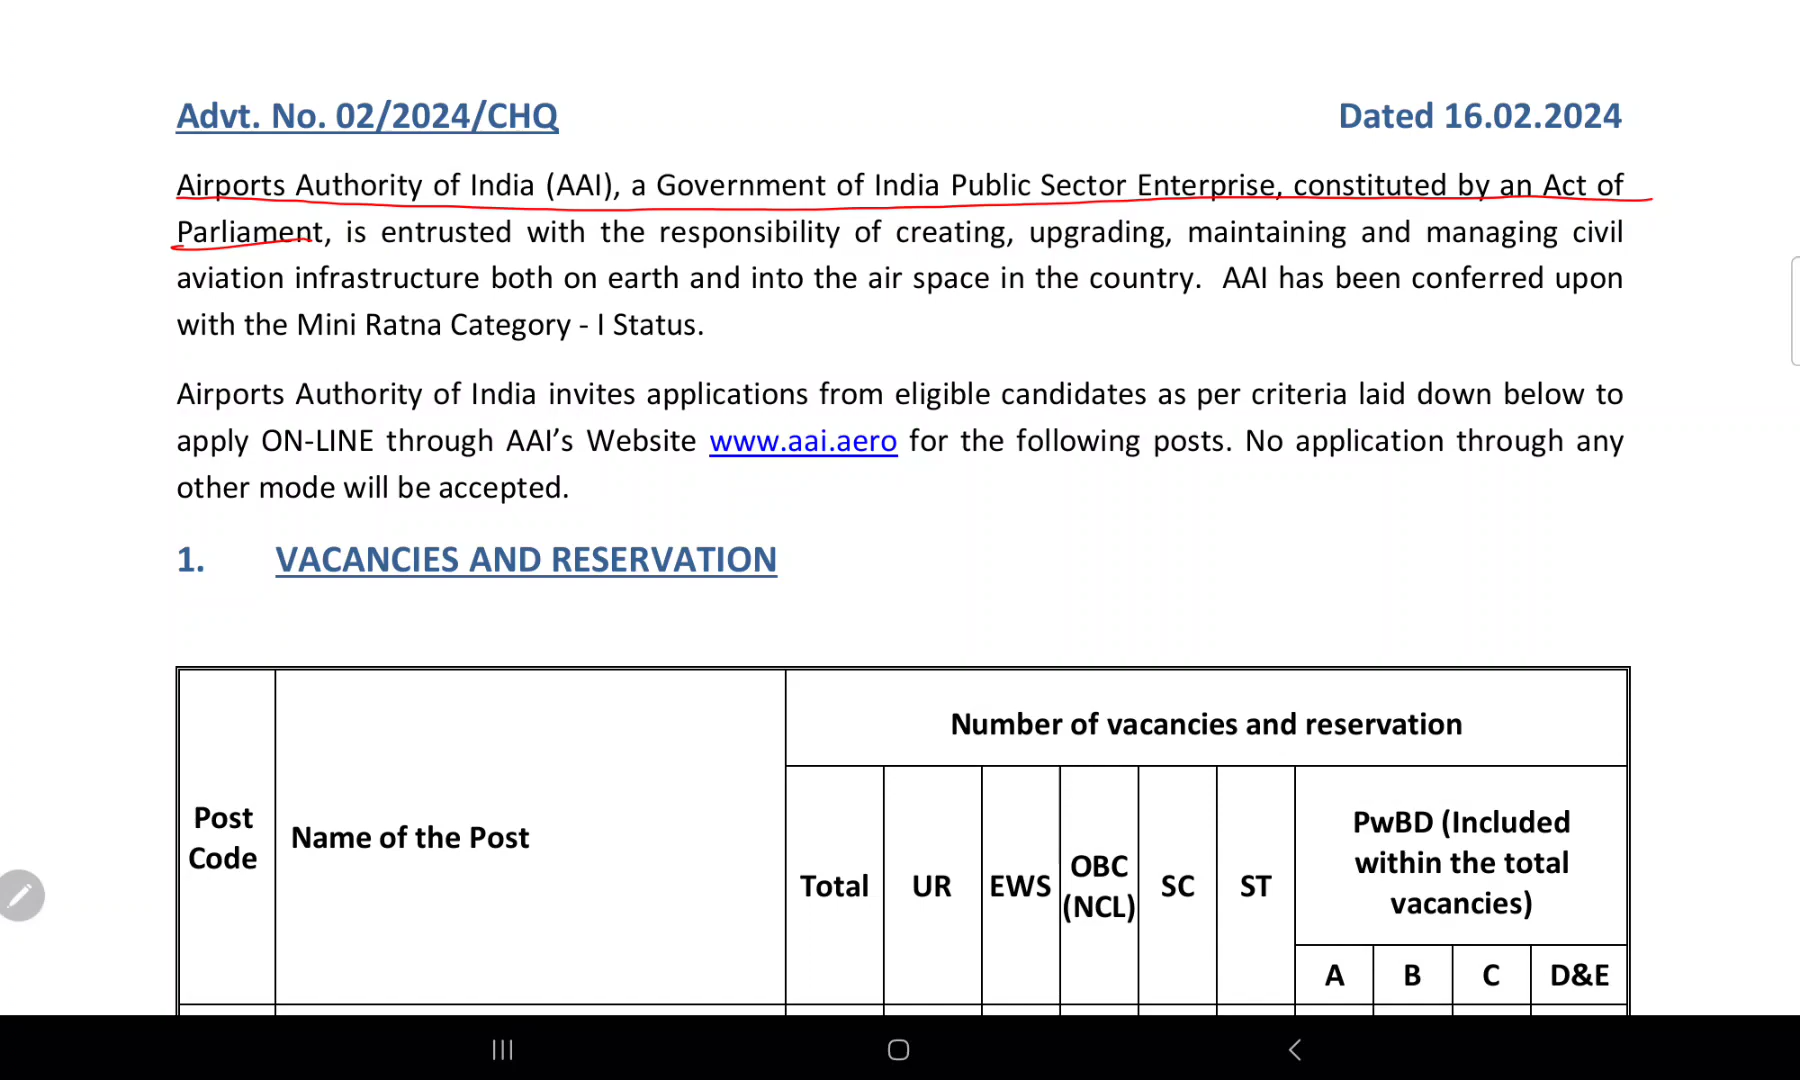 Advt. No. 02/2024/CHQ Dated 16.02.2024
Airports Authority of India (AAI), a Government of India Public Sector Enterprise, constituted by an Act of
Parliament, is entrusted with the responsibility of creating, upgrading, maintaining and managing civil
aviation infrastructure both on earth and into the air space in the country. AAI has been conferred upon
with the Mini Ratna Category - I Status.
Airports Authority of India invites applications from eligible candidates as per criteria laid down below to
apply ON-LINE through AAI’s Website www.aai.aero for the following posts. No application through any
other mode will be accepted.
1. VACANCIES AND RESERVATION
Post
Code
Name of the Post
Number of vacancies and reservation
Total
UR
EWS
OBC
(NCL)
SC
ST
PwBD (Included
within the total
vacancies)
A
B
C
D&E